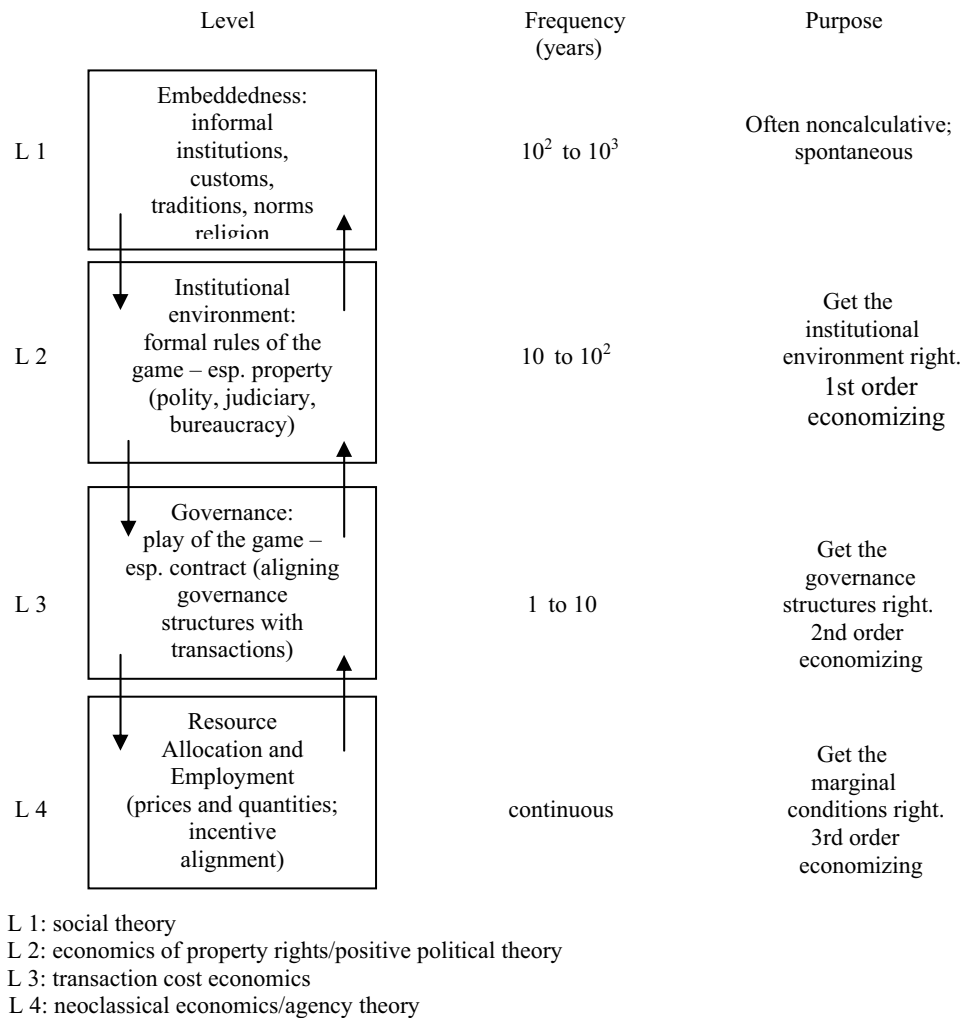 Level
Frequency
(years)
Purpose
L 1
Embeddedness:
informal
institutions,
customs,
traditions, norms
religion
10² to 10³
Often noncalculative;
spontaneous
L 2
Institutional
environment:
formal rules of the
game – esp. property
(polity, judiciary,
bureaucracy)
10 to 10²
Get the
institutional
environment right.
1st order
economizing
L 3
Governance:
play of the game –
esp. contract (aligning
governance
structures with
transactions)
1 to 10
Get the
governance
structures right.
2nd order
economizing
L 4
Resource
Allocation and
Employment
(prices and quantities;
incentive
alignment)
continuous
Get the
marginal
conditions right.
3rd order
economizing
L 1: social theory
L 2: economics of property rights/positive political theory
L 3: transaction cost economics
L 4: neoclassical economics/agency theory